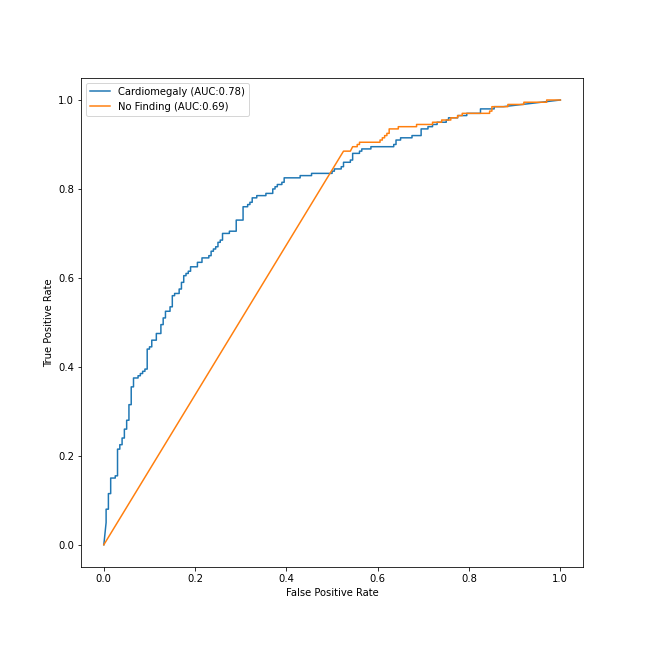 Cardiomegaly (AUC:0.78)
No Finding (AUC:0.69)
1.0
0.8
0.6
0.4
0.2
0.0
True Positive Rate
0.0 0.2 0.4 0.6 0.8 1.0
False Positive Rate